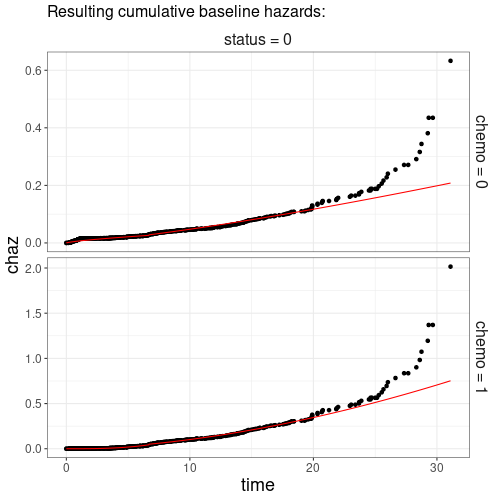 Resulting cumulative baseline hazards:
status = 0
0.6
0.4
0.2
0.0
chemo = 0
chaz
2.0
1.5
1.0
0.5
0.0
chemo = 1
0 10 20 30
time